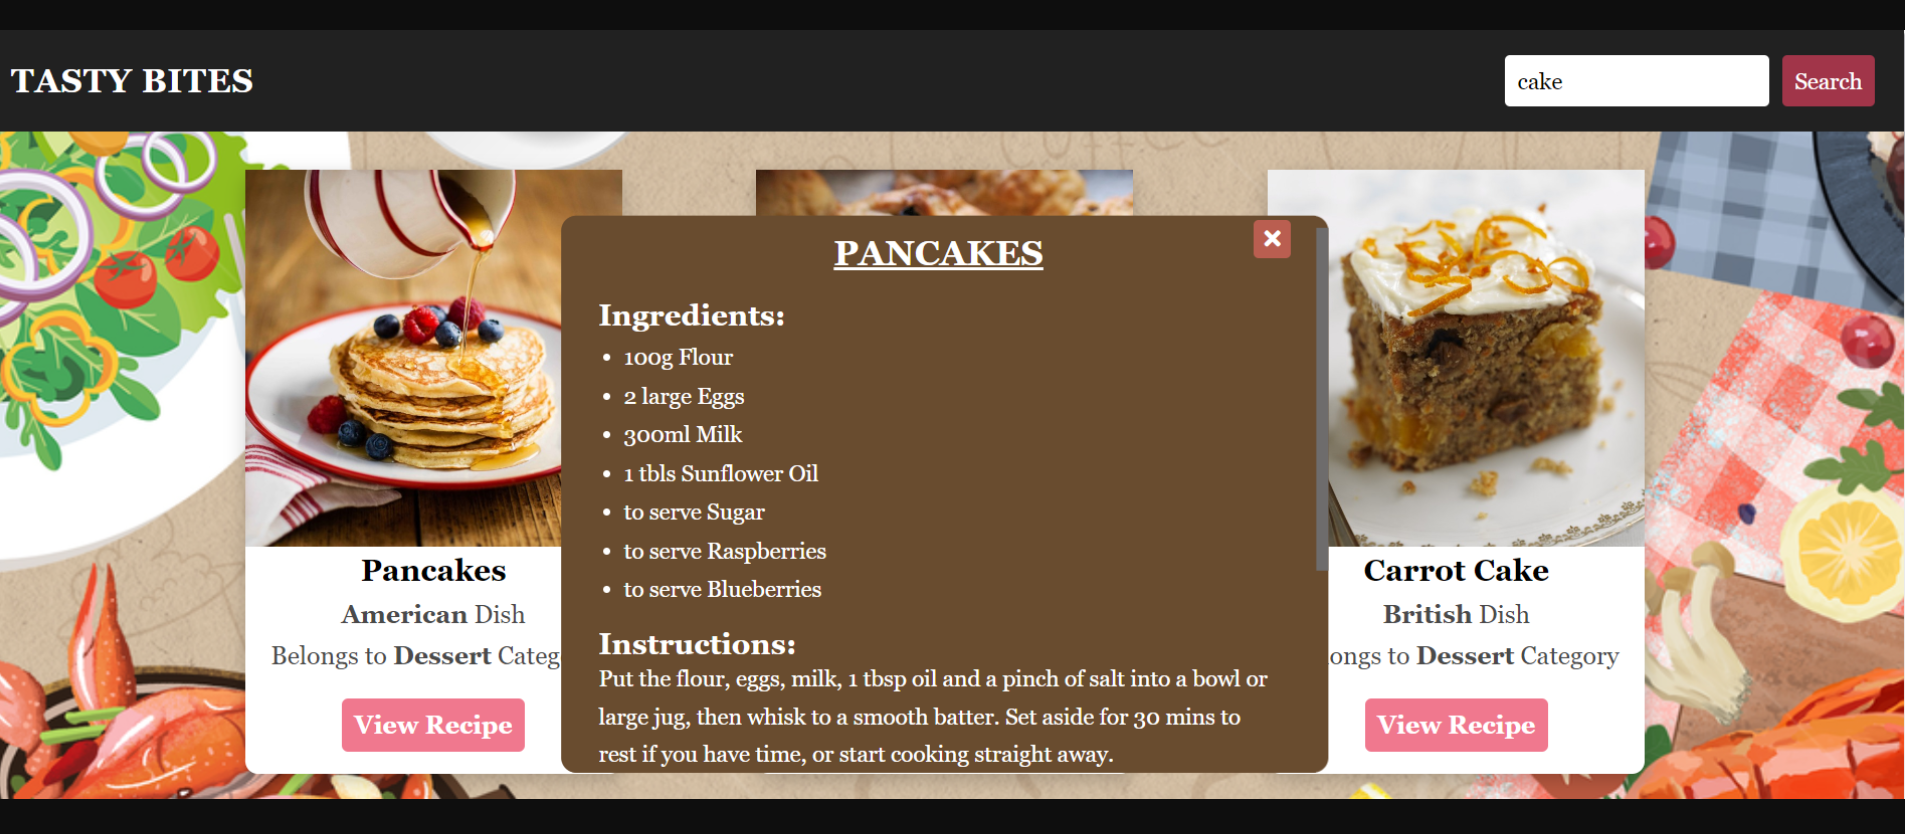 TASTY BITES
cake
Search
PANCAKES
Ingredients:
• 100g Flour
• 2 large Eggs
• 300ml Milk
• 1 tbls Sunflower Oil
• to serve Sugar
• to serve Raspberries
• to serve Blueberries
Instructions:
Put the flour, eggs, milk, 1 tbsp oil and a pinch of salt into a bowl or
large jug, then whisk to a smooth batter. Set aside for 30 mins to
rest if you have time, or start cooking straight away.
Pancakes
American Dish
Belongs to Dessert Categ
View Recipe
Carrot Cake
British Dish
ongs to Dessert Category
View Recipe